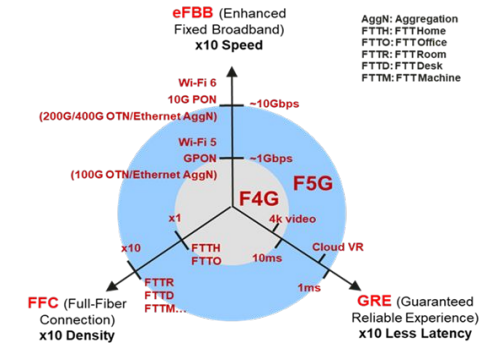 eFBB (Enhanced
Fixed Broadband)
x10 Speed
AggN: Aggregation
FTTH: FTTHome
FTTO: FTTOffice
FTTR: FTTRoom
FTTD: FTTDesk
FTTM: FTTMachine
Wi-Fi 6
10G PON
~10Gbps
(200G/400G OTN/Ethernet AggN)
Wi-Fi 5
GPON
~1Gbps
(100G OTN/Ethernet AggN)
F5G
F4G
x1
4k video
x10
FTTH
FTTO
10ms
Cloud VR
1ms
FTTR
FTTD
FTTM...
FFC (Full-Fiber
Connection)
x10 Density
GRE (Guaranteed
Reliable Experience)
x10 Less Latency